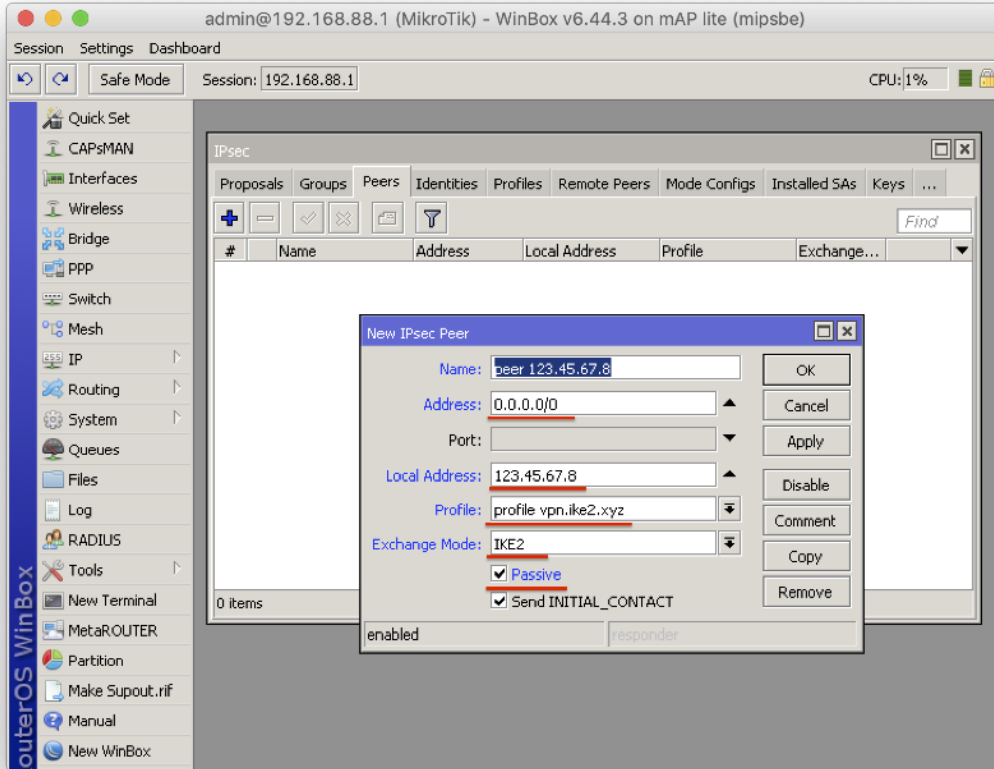 admin@192.168.88.1 (MikroTik) - WinBox v6.44.3 on mAP lite (mipsbe)
Session Settings Dashboard
Safe Mode Session: 192.168.88.1 CPU: 1%
Quick Set
CAPsMAN
Interfaces
Wireless
Bridge
PPP
Switch
Mesh
IP
Routing
System
Queues
Files
Log
RADIUS
Tools
New Terminal
MetaROUTER
Partition
Make Supout.rif
Manual
New WinBox
outerOS WinBox
IPsec
Proposals Groups Peers Identities Profiles Remote Peers Mode Configs Installed SAs Keys ...
Find
# Name Address Local Address Profile Exchange...
0 items
New IPsec Peer
Name: peer 123.45.67.8
Address: 0.0.0.0/0
Port:
Local Address: 123.45.67.8
Profile: profile vpn.ike2.xyz
Exchange Mode: IKE2
Passive
Send INITIAL_CONTACT
enabled responder
OK
Cancel
Apply
Disable
Comment
Copy
Remove